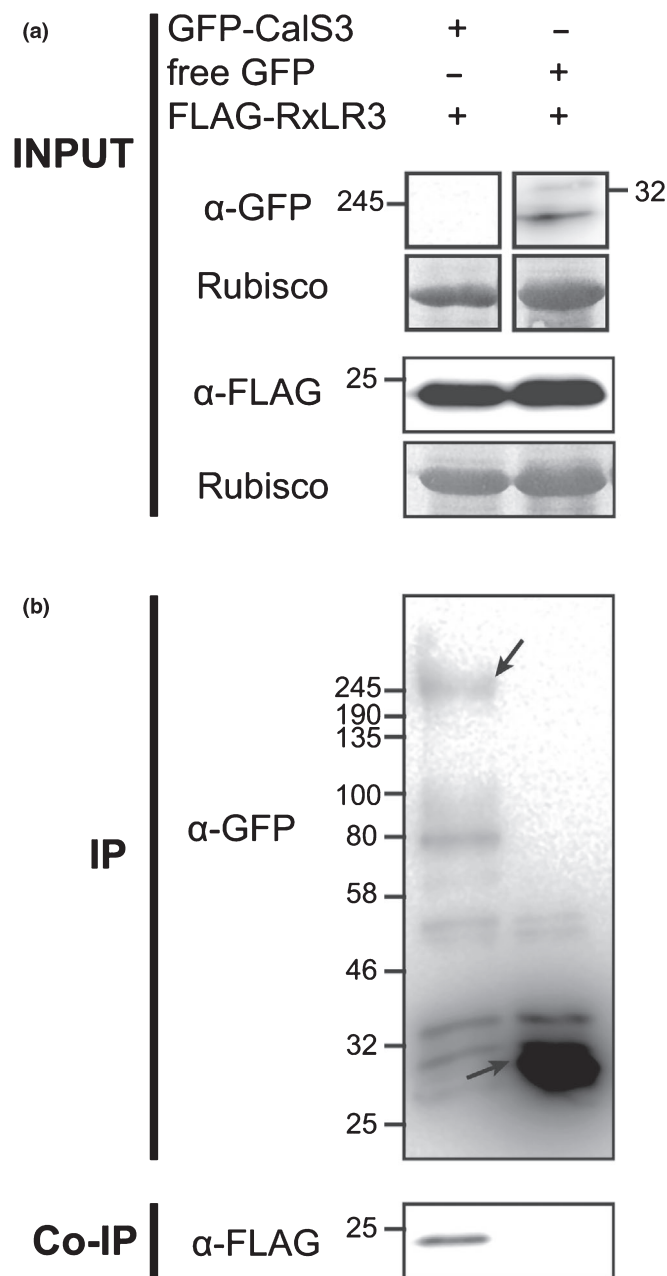 (a)
GFP-CalS3 + –
free GFP – +
FLAG-RxLR3 + +
INPUT
α-GFP 245 32
Rubisco
α-FLAG 25
Rubisco
(b)
245
190
135
100
α-GFP 80
IP
58
46
32
25
Co-IP α-FLAG 25